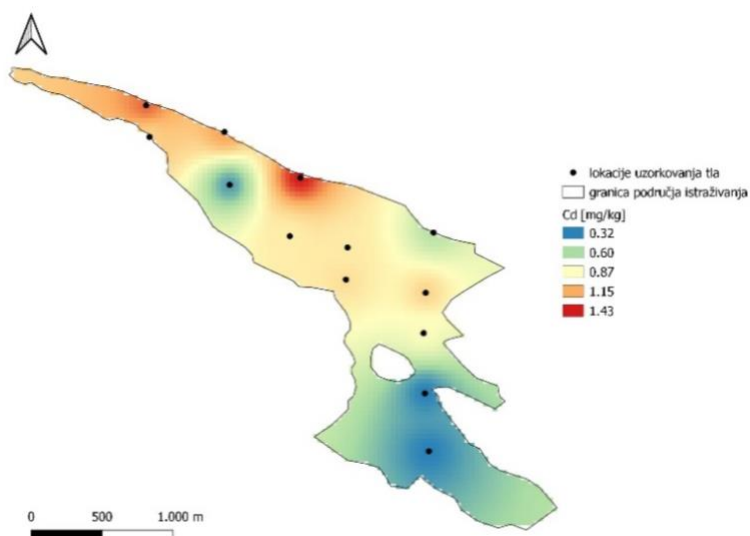 lokacije uzorkovanja tla
granica područja istraživanja
Cd [mg/kg]
0.32
0.60
0.87
1.15
1.43
0 500 1.000 m